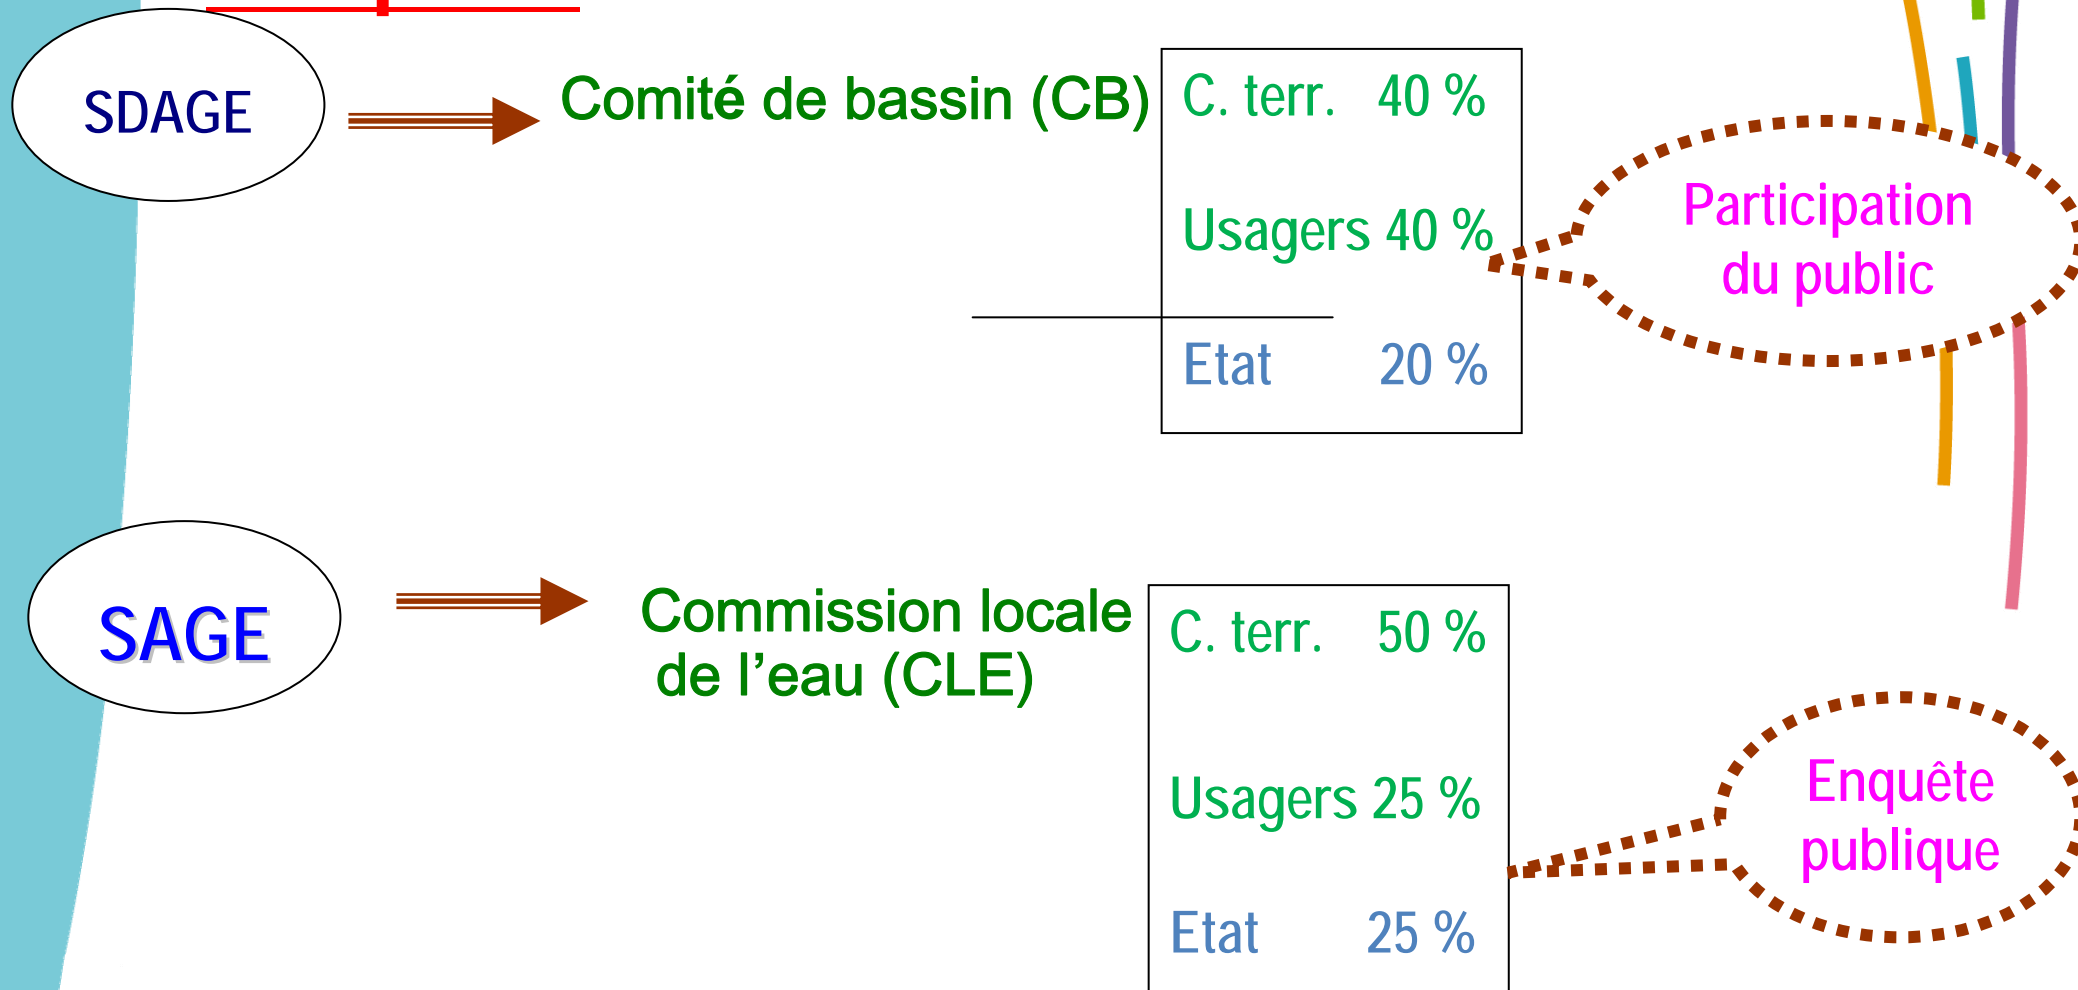 SDAGE
Comité de bassin (CB)
C. terr. 40 %
Usagers 40 %
Etat 20 %
Participation
du public
SAGE
Commission locale
de l’eau (CLE)
C. terr. 50 %
Usagers 25 %
Etat 25 %
Enquête
publique